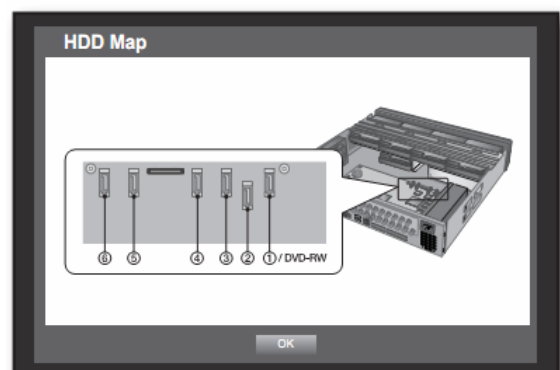 HDD Map
⑥ ⑤ ④ ③ ② ①/ DVD-RW
OK